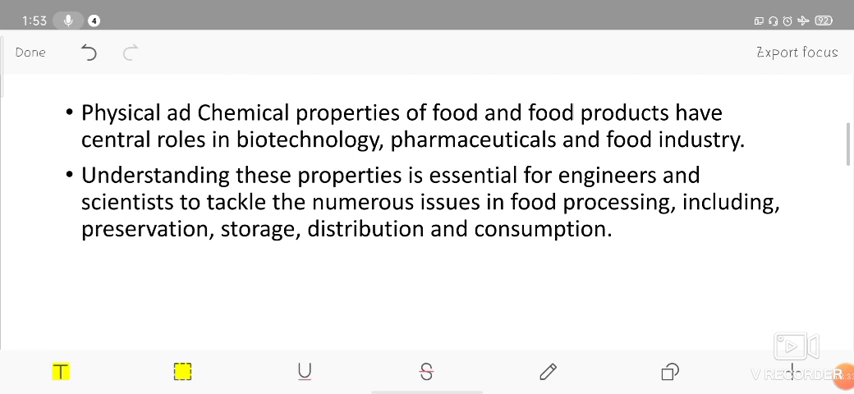 1:53 4 92
Done Export focus
• Physical ad Chemical properties of food and food products have
central roles in biotechnology, pharmaceuticals and food industry.
• Understanding these properties is essential for engineers and
scientists to tackle the numerous issues in food processing, including,
preservation, storage, distribution and consumption.
T U S
V RECORDER